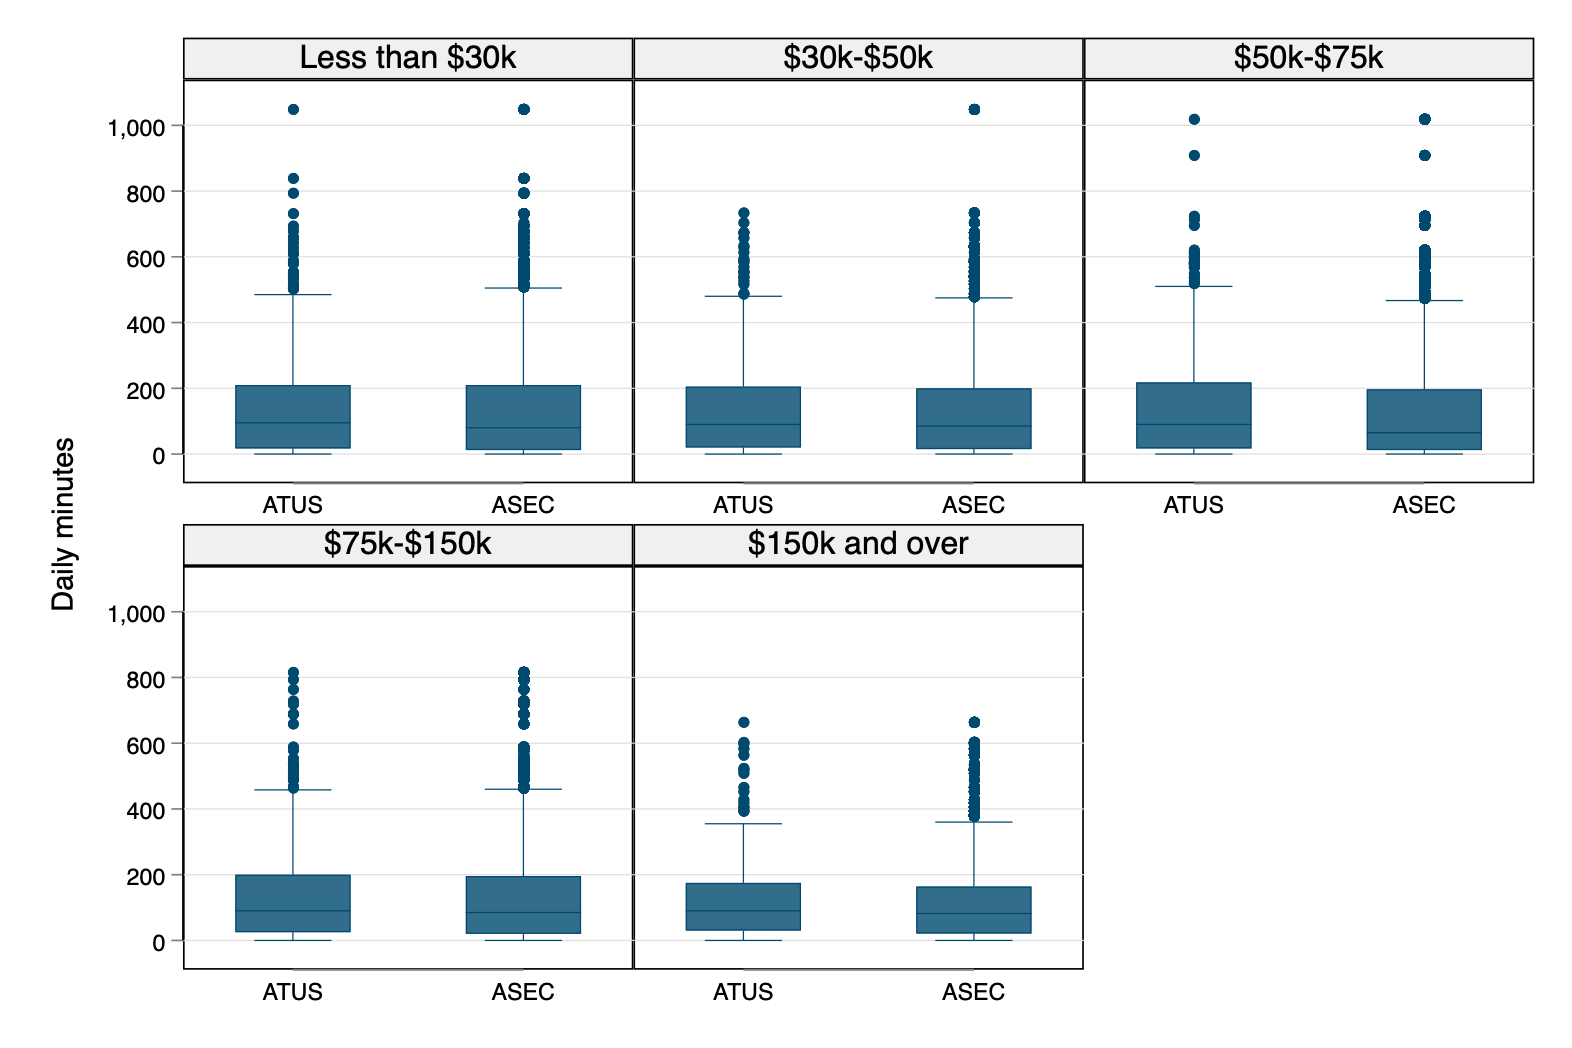 Less than $30k
$30k-$50k
$50k-$75k
1,000
800
600
400
200
0
ATUS
ASEC
ATUS
ASEC
ATUS
ASEC
Daily minutes
$75k-$150k
$150k and over
1,000
800
600
400
200
0
ATUS
ASEC
ATUS
ASEC